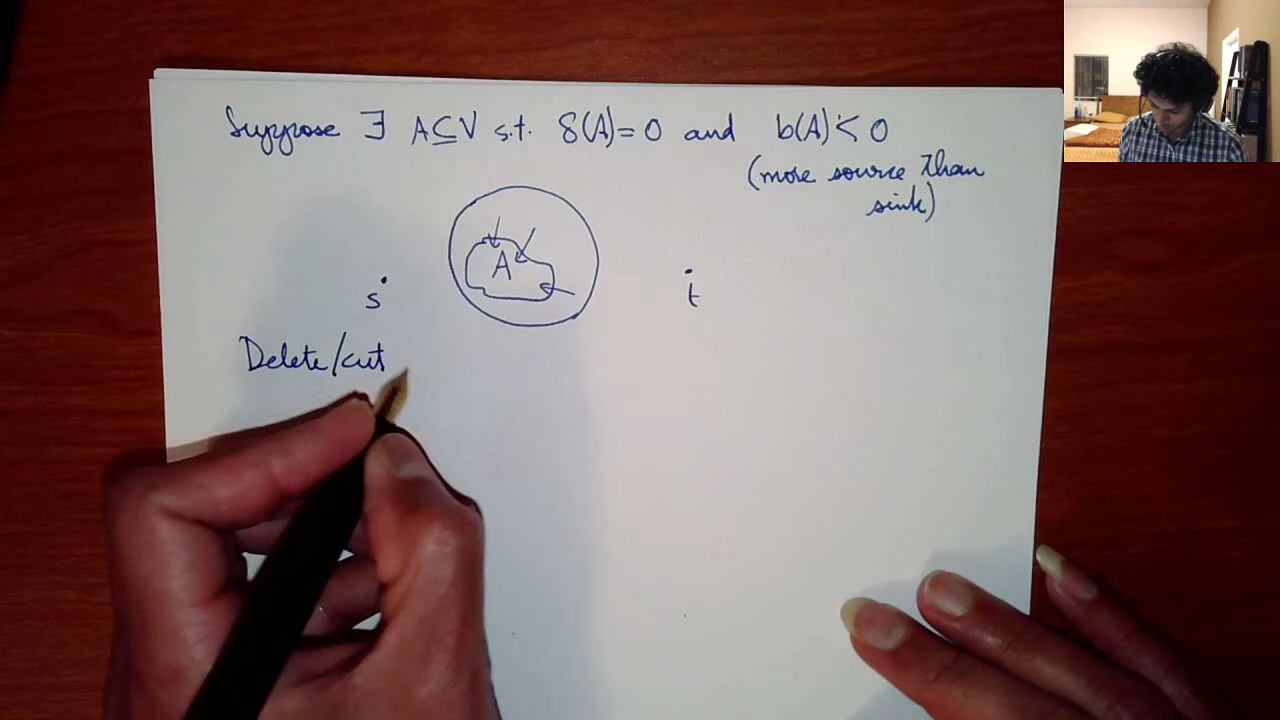 Suppose ∃ A⊆V s.t. δ(A)=0 and b(A)<0
(more source than
sink)
A
s
t
Delete/cut